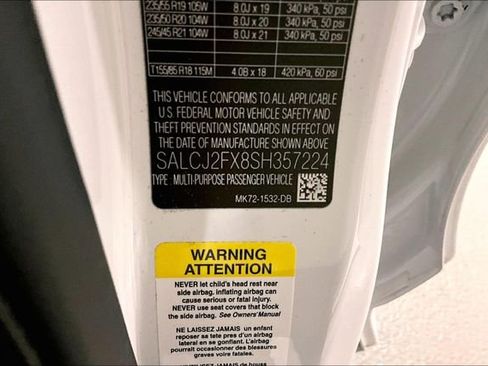 235/55 R19 105W 8.0J x 19 340 kPa, 50 psi
235/50 R20 104W 8.0J x 20 340 kPa, 50 psi
245/45 R21 104W 8.0J x 21 340 kPa, 50 psi
T155/85 R18 115M 4.0B x 18 420 kPa, 60 psi
THIS VEHICLE CONFORMS TO ALL APPLICABLE
U.S. FEDERAL MOTOR VEHICLE SAFETY AND
THEFT PREVENTION STANDARDS IN EFFECT ON
THE DATE OF MANUFACTURE SHOWN ABOVE
SALCJ2FX8SH357224
TYPE : MULTI-PURPOSE PASSENGER VEHICLE
MK72-1532-DB
WARNING
ATTENTION
NEVER let child's head rest near
side airbag. inflating airbag can
cause serious or fatal injury.
NEVER use seat covers that block
the side airbag. See Owners' Manual
NE LAISSEZ JAMAIS un enfant
reposer sa tete pres d'un airbag
lateral en se gonflant. L'airbag
pourrait occasionner des blessures
graves voire fatales.